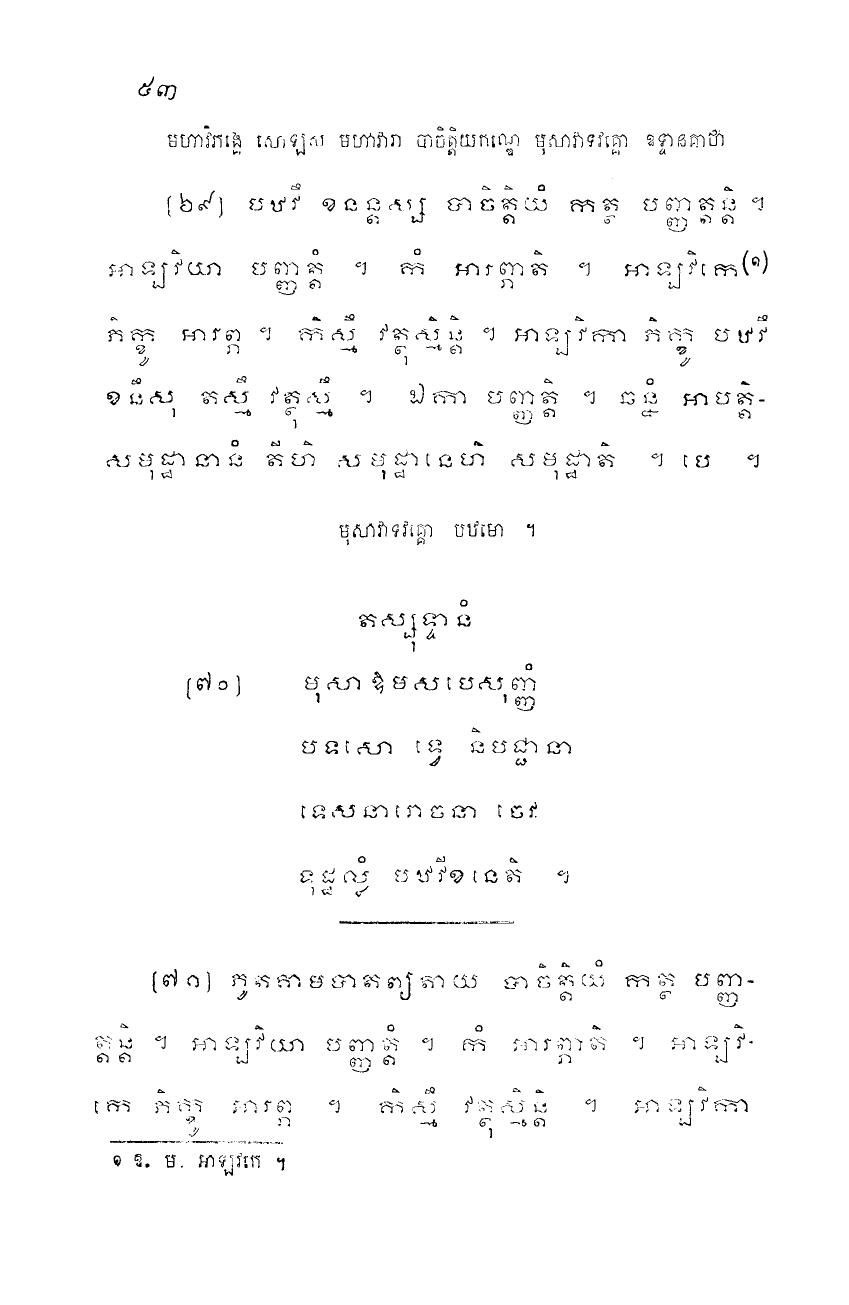 ៥៣
មហាវិភង្គេ សោឡស មហាវារា បាចិត្តិយកណ្ឌេ មុសាវាទវគ្គោ ឧទ្ទានគាថា
[៦៩] បឋវឹ ខនន្តស្ស បាចិត្តិយំ កត្ថ បញ្ញត្តន្តិ ។
អាឡវិយា បញ្ញត្តំ ។ កំ អារព្ភាតិ ។ អាឡវិកេ(១)
ភិក្ខូ អារព្ភ ។ កិស្មឹ វត្ថុស្មិន្តិ ។ អាឡវិកា ភិក្ខូ បឋវឹ
ខនឹសុ តស្មឹ វត្ថុស្មឹ ។ ឯកា បញ្ញត្តិ ។ ឆន្នំ អាបត្តិ-
សមុដ្ឋានានំ តីហិ សមុដ្ឋានេហិ សមុដ្ឋាតិ ។ បេ ។
មុសាវាទវគ្គោ បឋមោ ។
តស្សុទ្ទានំ
[៧០] មុសា ឱមសបេសុញ្ញំ
បទសោ ទ្វេ និបជ្ជនា
ទេសនារោចនា ចេវ
ទុដ្ឋុល្លំ បឋវីខនេតិ ។
[៧១] ភូតគាមបាតព្យតាយ បាចិត្តិយំ កត្ថ បញ្ញ-
ត្តន្តិ ។ អាឡវិយា បញ្ញត្តំ ។ កំ អារព្ភាតិ ។ អាឡវិ-
កេ ភិក្ខូ អារព្ភ ។ កិស្មឹ វត្ថុស្មិន្តិ ។ អាឡវិកា
១ ឱ. ម. អាឡវកេ ។